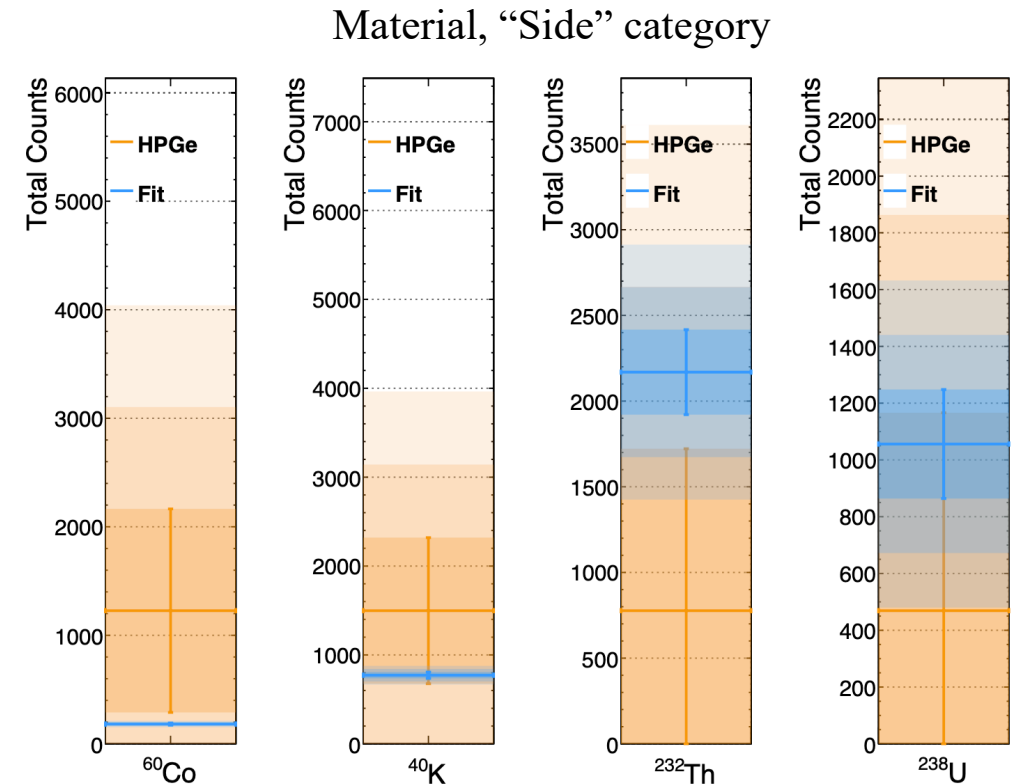 Material, “Side” category
Total Counts
6000
5000
4000
3000
2000
1000
0
HPGe
Fit
60Co
Total Counts
7000
6000
5000
4000
3000
2000
1000
0
HPGe
Fit
40K
Total Counts
3500
3000
2500
2000
1500
1000
500
0
HPGe
Fit
232Th
Total Counts
2200
2000
1800
1600
1400
1200
1000
800
600
400
200
0
HPGe
Fit
238U